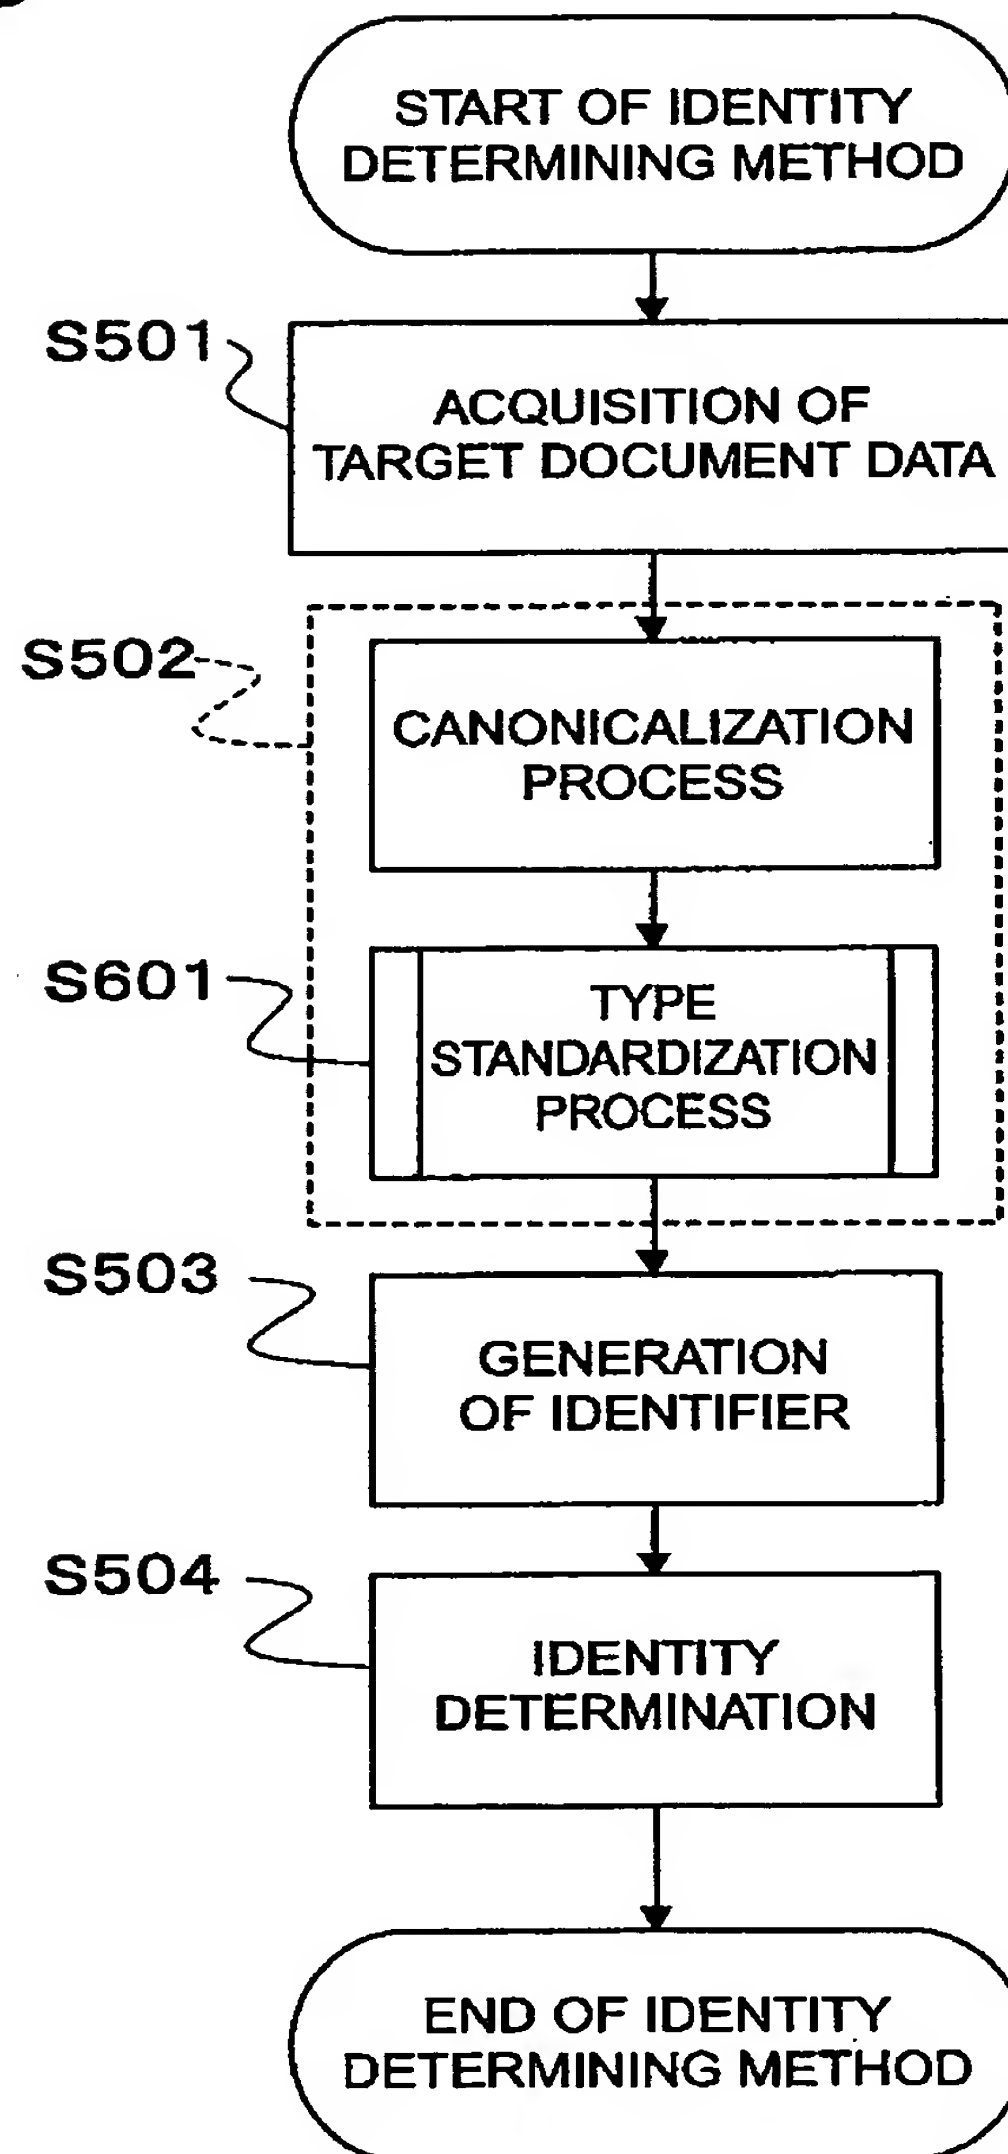 START OF IDENTITY
DETERMINING METHOD
S501
ACQUISITION OF
TARGET DOCUMENT DATA
S502
CANONICALIZATION
PROCESS
S601
TYPE
STANDARDIZATION
PROCESS
S503
GENERATION
OF IDENTIFIER
S504
IDENTITY
DETERMINATION
END OF IDENTITY
DETERMINING METHOD